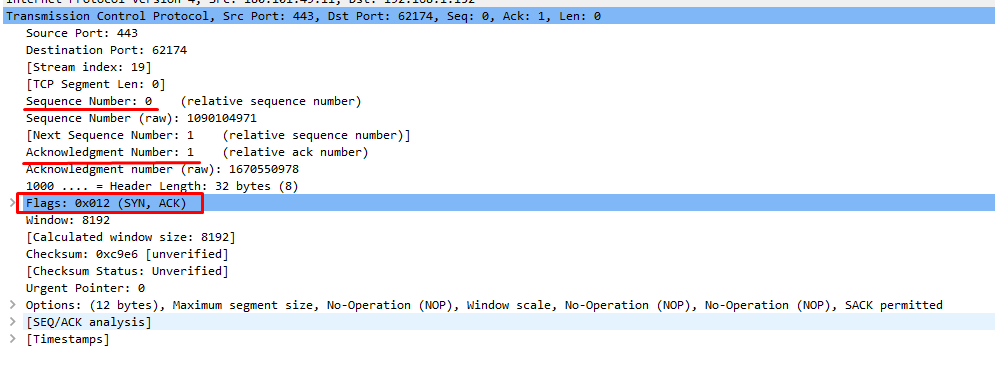 Internet Protocol Version 4, Src: 180.101.49.11, Dst: 192.168.1.192
Transmission Control Protocol, Src Port: 443, Dst Port: 62174, Seq: 0, Ack: 1, Len: 0
Source Port: 443
Destination Port: 62174
[Stream index: 19]
[TCP Segment Len: 0]
Sequence Number: 0    (relative sequence number)
Sequence Number (raw): 1090104971
[Next Sequence Number: 1    (relative sequence number)]
Acknowledgment Number: 1    (relative ack number)
Acknowledgment number (raw): 1670550978
1000 .... = Header Length: 32 bytes (8)
Flags: 0x012 (SYN, ACK)
Window: 8192
[Calculated window size: 8192]
Checksum: 0xc9e6 [unverified]
[Checksum Status: Unverified]
Urgent Pointer: 0
Options: (12 bytes), Maximum segment size, No-Operation (NOP), Window scale, No-Operation (NOP), No-Operation (NOP), SACK permitted
[SEQ/ACK analysis]
[Timestamps]